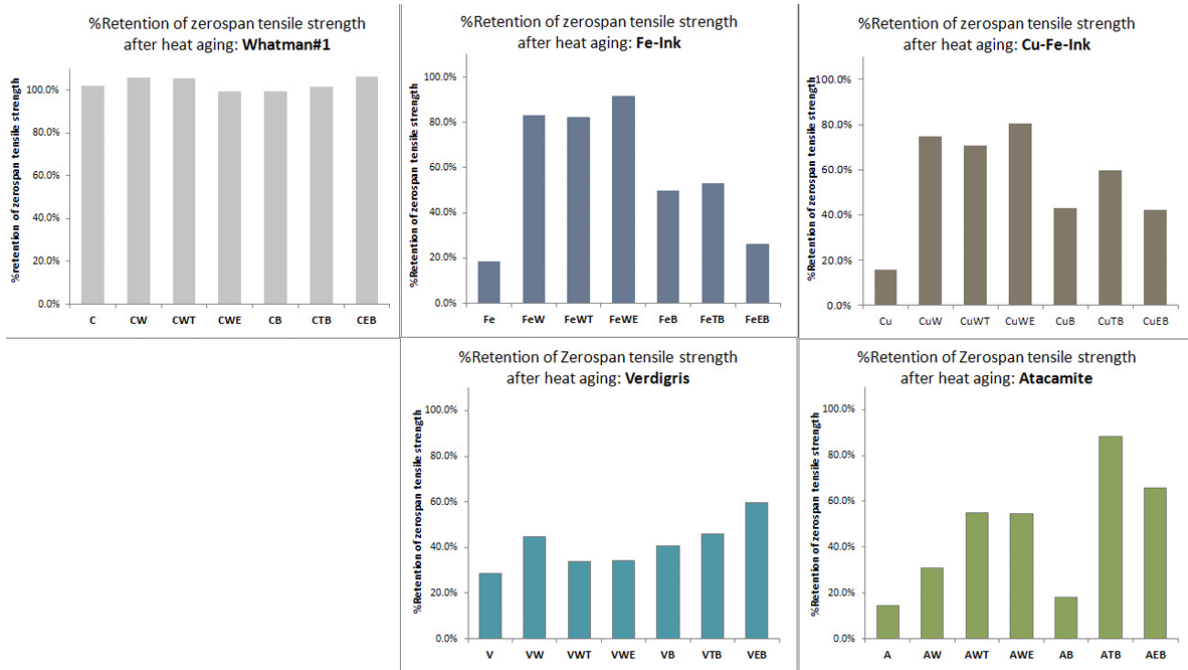 %Retention of zerospan tensile strength
after heat aging: Whatman#1
%retention of zerospan tensile strength
100.0%
80.0%
60.0%
40.0%
20.0%
0.0%
C CW CWT CWE CB CTB CEB
%Retention of zerospan tensile strength
after heat aging: Fe-Ink
%Retention of zerospan tensile strength
100.0%
80.0%
60.0%
40.0%
20.0%
0.0%
Fe FeW FeWT FeWE FeB FeTB FeEB
%Retention of zerospan tensile strength
after heat aging: Cu-Fe-Ink
%Retention of zerospan tensile strength
100.0%
80.0%
60.0%
40.0%
20.0%
0.0%
Cu CuW CuWT CuWE CuB CuTB CuEB
%Retention of Zerospan tensile strength
after heat aging: Verdigris
%Retention of zerospan tensile strength
100.0%
80.0%
60.0%
40.0%
20.0%
0.0%
V VW VWT VWE VB VTB VEB
%Retention of Zerospan tensile strength
after heat aging: Atacamite
%Retention of zerospan tensile strength
100.0%
80.0%
60.0%
40.0%
20.0%
0.0%
A AW AWT AWE AB ATB AEB